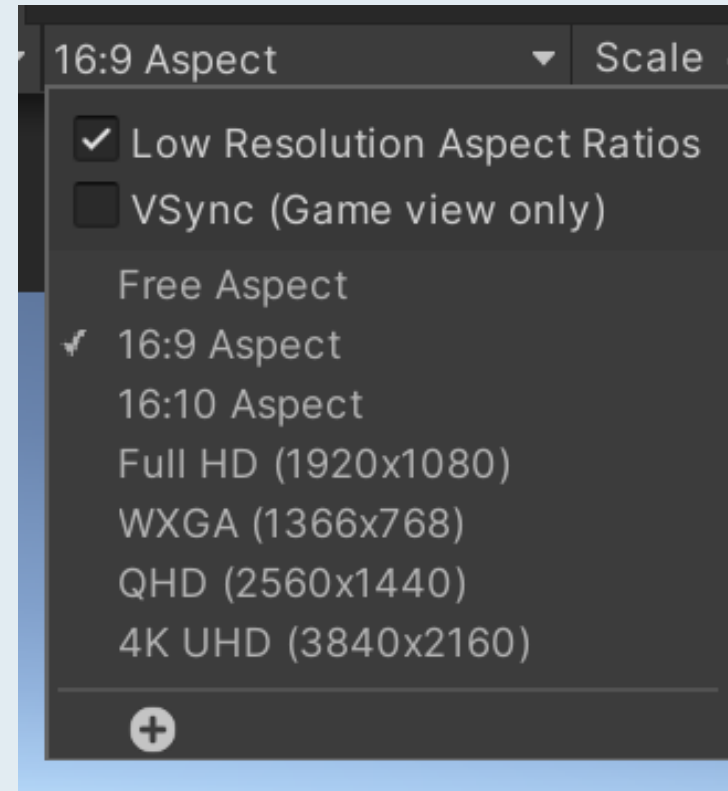 16:9 Aspect Scale
Low Resolution Aspect Ratios
VSync (Game view only)
Free Aspect
16:9 Aspect
16:10 Aspect
Full HD (1920x1080)
WXGA (1366x768)
QHD (2560x1440)
4K UHD (3840x2160)